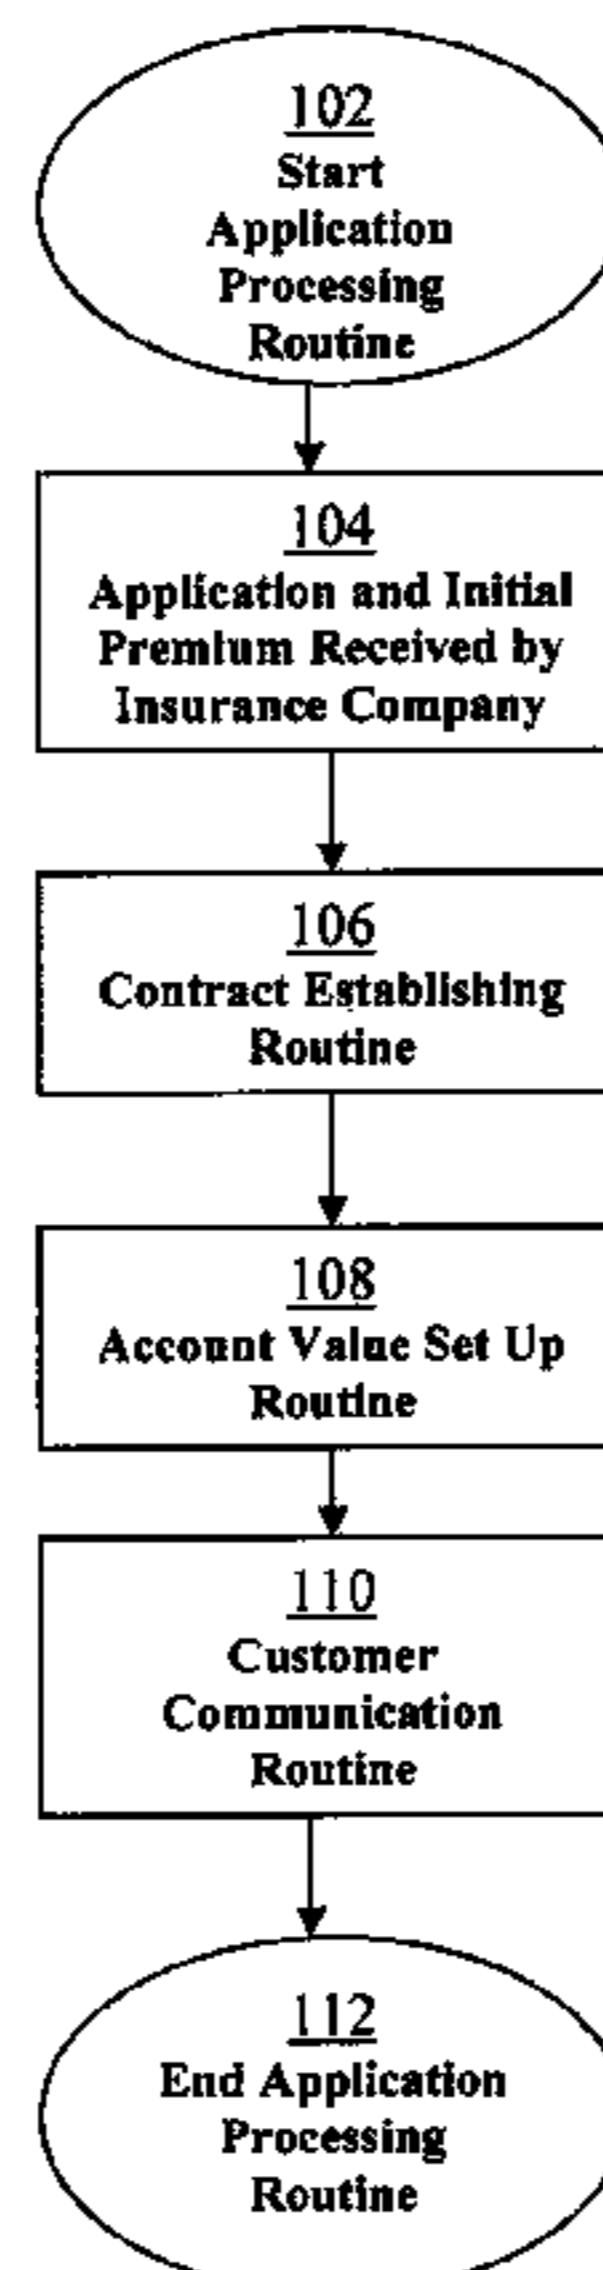 102
Start
Application
Processing
Routine
104
Application and Initial
Premium Received by
Insurance Company
106
Contract Establishing
Routine
108
Account Value Set Up
Routine
110
Customer
Communication
Routine
112
End Application
Processing
Routine